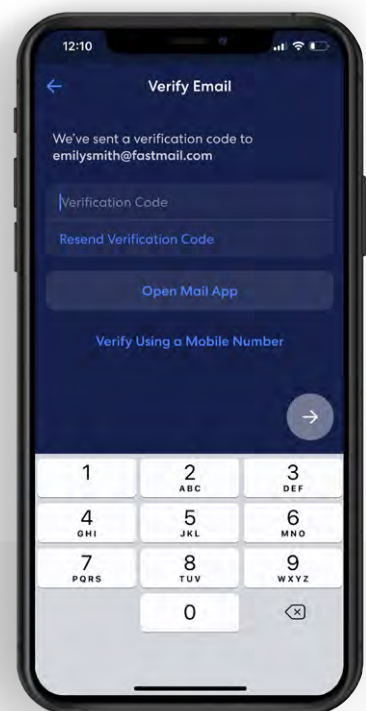 12:10
Verify Email
We've sent a verification code to
emilysmith@fastmail.com
Verification Code
Resend Verification Code
Open Mail App
Verify Using a Mobile Number
1
2
ABC
3
DEF
4
GHI
5
JKL
6
MNO
7
PQRS
8
TUV
9
WXYZ
0